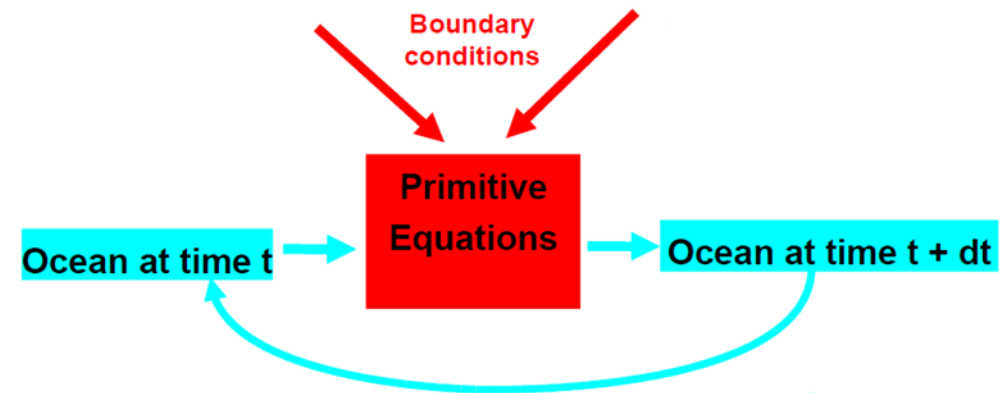 Boundary
conditions
Primitive
Equations
Ocean at time t
Ocean at time t + dt